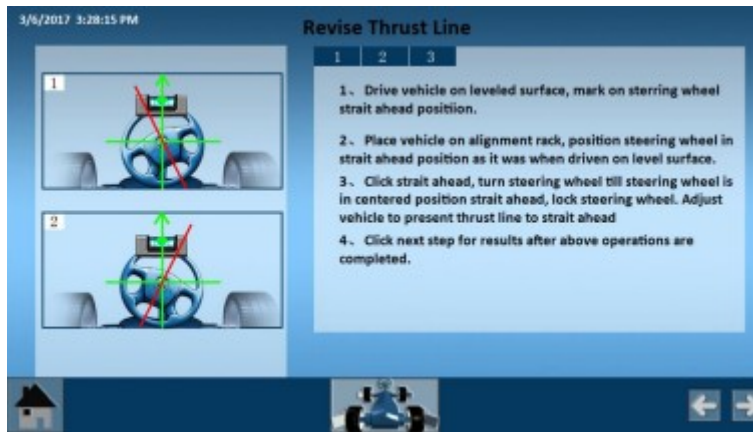 3/6/2017 3:28:15 PM
Revise Thrust Line
1 2 3
1
1、 Drive vehicle on leveled surface, mark on sterring wheel
strait ahead positiion.
2、 Place vehicle on alignment rack, position steering wheel in
strait ahead position as it was when driven on level surface.
3、 Click strait ahead, turn steering wheel till steering wheel is
in centered position strait ahead, lock steering wheel. Adjust
vehicle to present thrust line to strait ahead
2
4、 Click next step for results after above operations are
completed.